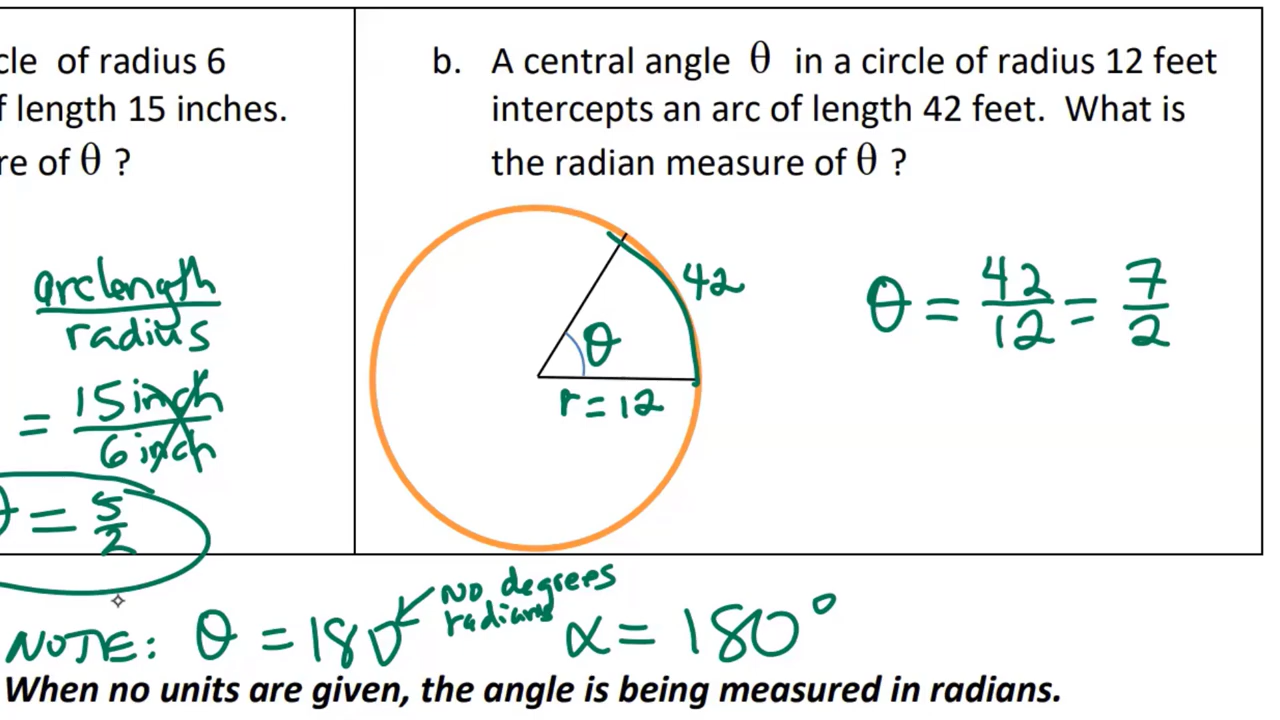 cle of radius 6
f length 15 inches.
re of θ ?
arclength
radius
= 15 inch
6 inch
θ = 5
2
b. A central angle θ in a circle of radius 12 feet
intercepts an arc of length 42 feet. What is
the radian measure of θ ?
42
θ
r = 12
θ = 42 = 7
12 2
NO degrees
radians
NOTE: θ = 180 α = 180°
When no units are given, the angle is being measured in radians.